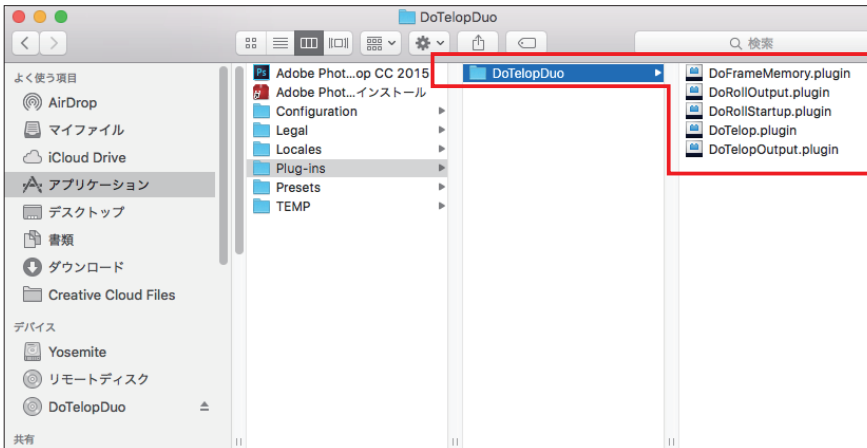 DoTelopDuo
検索
よく使う項目
AirDrop
マイファイル
iCloud Drive
アプリケーション
デスクトップ
書類
ダウンロード
Creative Cloud Files
デバイス
Yosemite
リモートディスク
DoTelopDuo
共有
Adobe Phot...op CC 2015
Adobe Phot...インストール
Configuration
Legal
Locales
Plug-ins
Presets
TEMP
DoTelopDuo
DoFrameMemory.plugin
DoRollOutput.plugin
DoRollStartup.plugin
DoTelop.plugin
DoTelopOutput.plugin